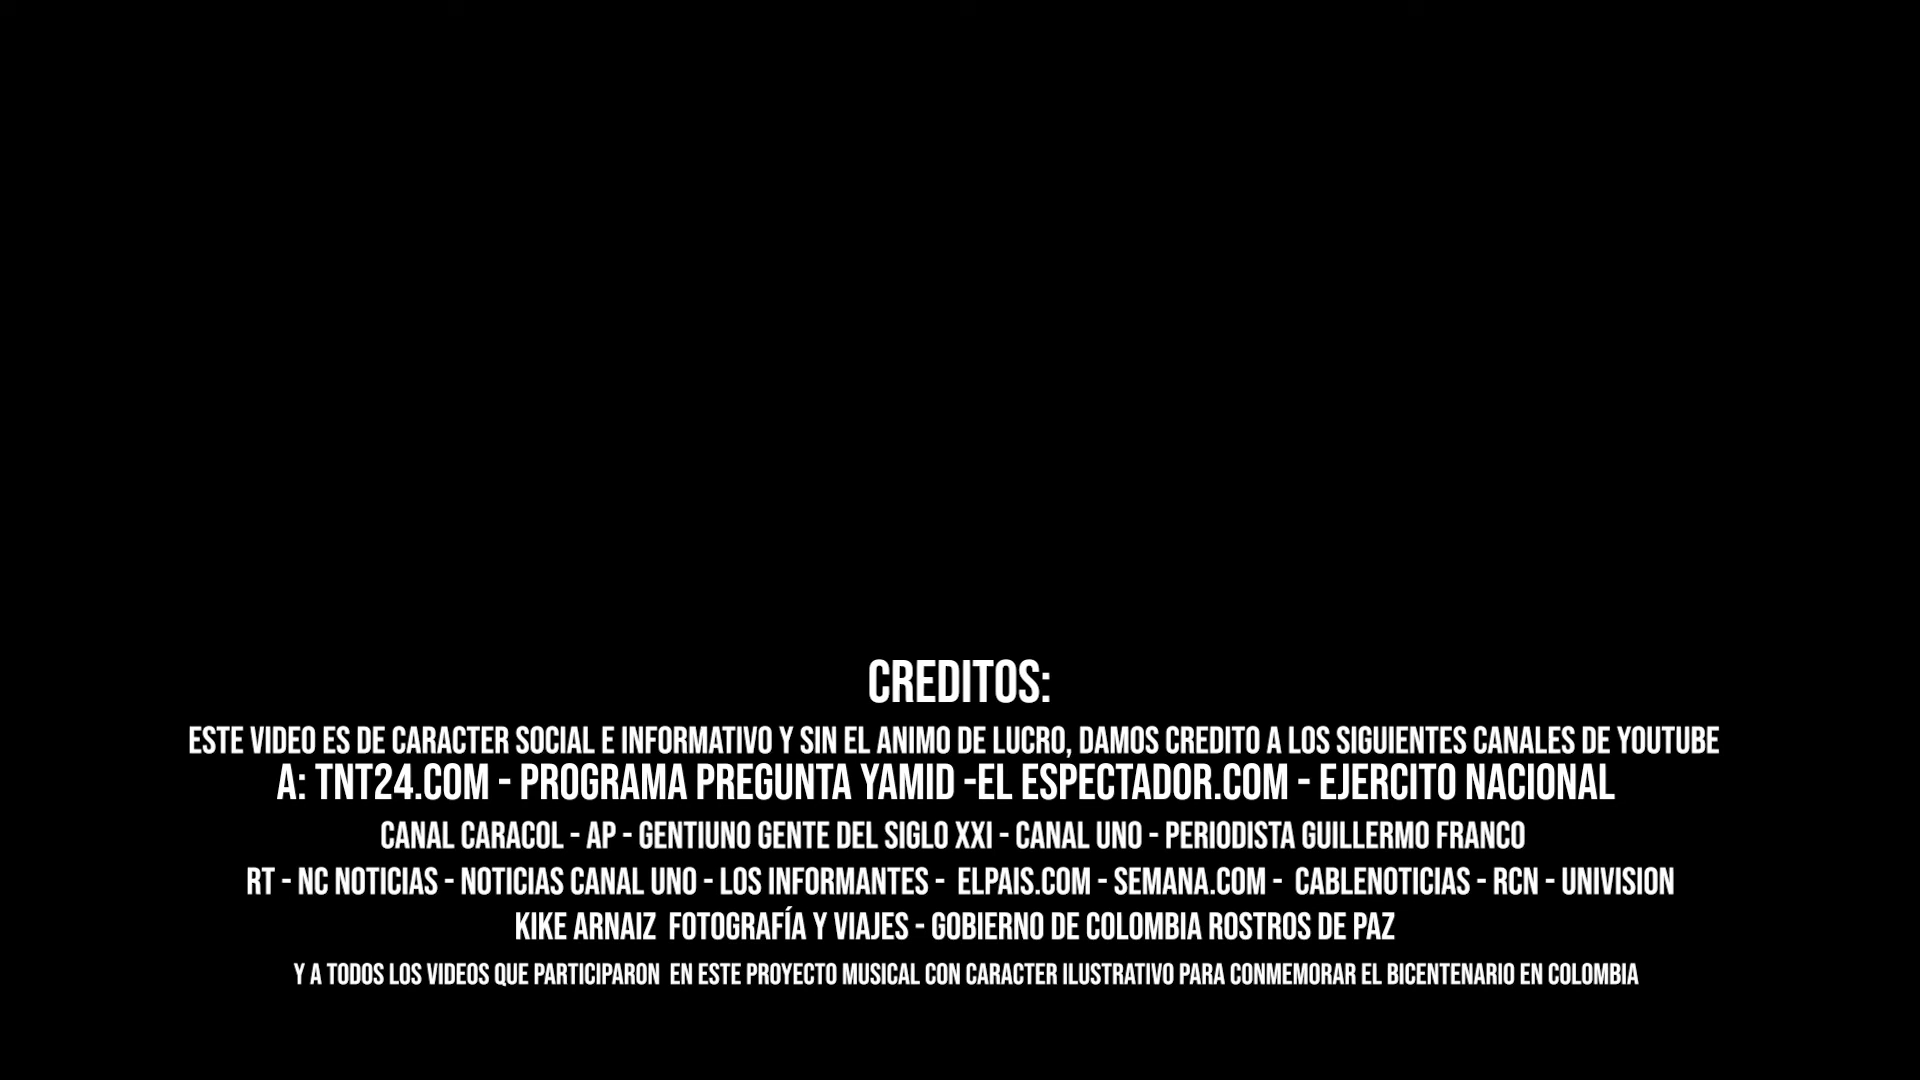 CREDITOS:
ESTE VIDEO ES DE CARACTER SOCIAL E INFORMATIVO Y SIN EL ANIMO DE LUCRO, DAMOS CREDITO A LOS SIGUIENTES CANALES DE YOUTUBE
A: TNT24.COM - PROGRAMA PREGUNTA YAMID -EL ESPECTADOR.COM - EJERCITO NACIONAL
CANAL CARACOL - AP - GENTIUNO GENTE DEL SIGLO XXI - CANAL UNO - PERIODISTA GUILLERMO FRANCO
RT - NC NOTICIAS - NOTICIAS CANAL UNO - LOS INFORMANTES - ELPAIS.COM - SEMANA.COM - CABLENOTICIAS - RCN - UNIVISION
KIKE ARNAIZ FOTOGRAFÍA Y VIAJES - GOBIERNO DE COLOMBIA ROSTROS DE PAZ
Y A TODOS LOS VIDEOS QUE PARTICIPARON EN ESTE PROYECTO MUSICAL CON CARACTER ILUSTRATIVO PARA CONMEMORAR EL BICENTENARIO EN COLOMBIA